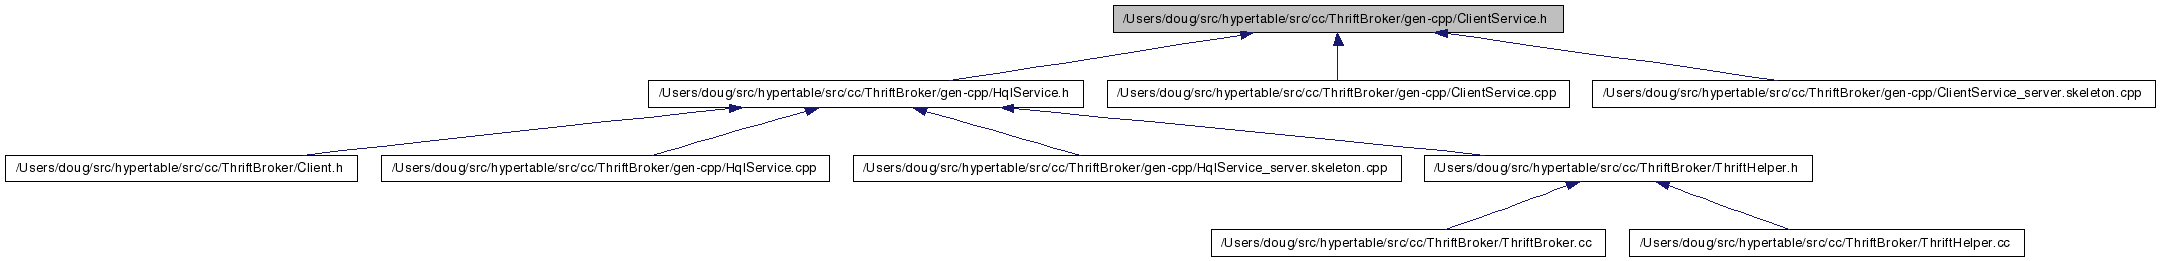 /Users/doug/src/hypertable/src/cc/ThriftBroker/gen-cpp/ClientService.h
/Users/doug/src/hypertable/src/cc/ThriftBroker/gen-cpp/HqlService.h
/Users/doug/src/hypertable/src/cc/ThriftBroker/gen-cpp/ClientService.cpp
/Users/doug/src/hypertable/src/cc/ThriftBroker/gen-cpp/ClientService_server.skeleton.cpp
/Users/doug/src/hypertable/src/cc/ThriftBroker/Client.h
/Users/doug/src/hypertable/src/cc/ThriftBroker/gen-cpp/HqlService.cpp
/Users/doug/src/hypertable/src/cc/ThriftBroker/gen-cpp/HqlService_server.skeleton.cpp
/Users/doug/src/hypertable/src/cc/ThriftBroker/ThriftHelper.h
/Users/doug/src/hypertable/src/cc/ThriftBroker/ThriftBroker.cc
/Users/doug/src/hypertable/src/cc/ThriftBroker/ThriftHelper.cc